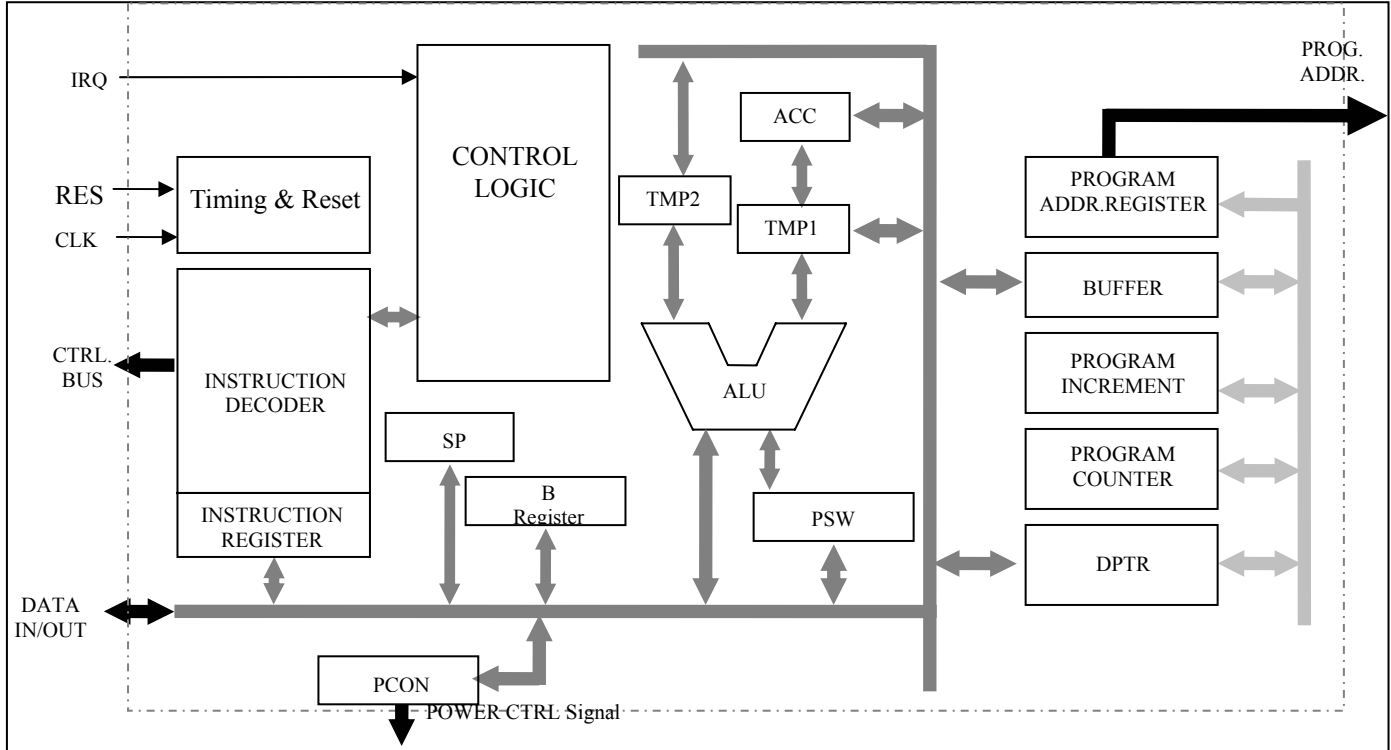 PROG.
ADDR.
IRQ
CONTROL
LOGIC
ACC
RES
CLK
Timing & Reset
TMP2
TMP1
PROGRAM
ADDR.REGISTER
BUFFER
CTRL.
BUS
INSTRUCTION
DECODER
ALU
PROGRAM
INCREMENT
SP
PROGRAM
COUNTER
B
Register
INSTRUCTION
REGISTER
PSW
DPTR
DATA
IN/OUT
PCON
POWER CTRL Signal